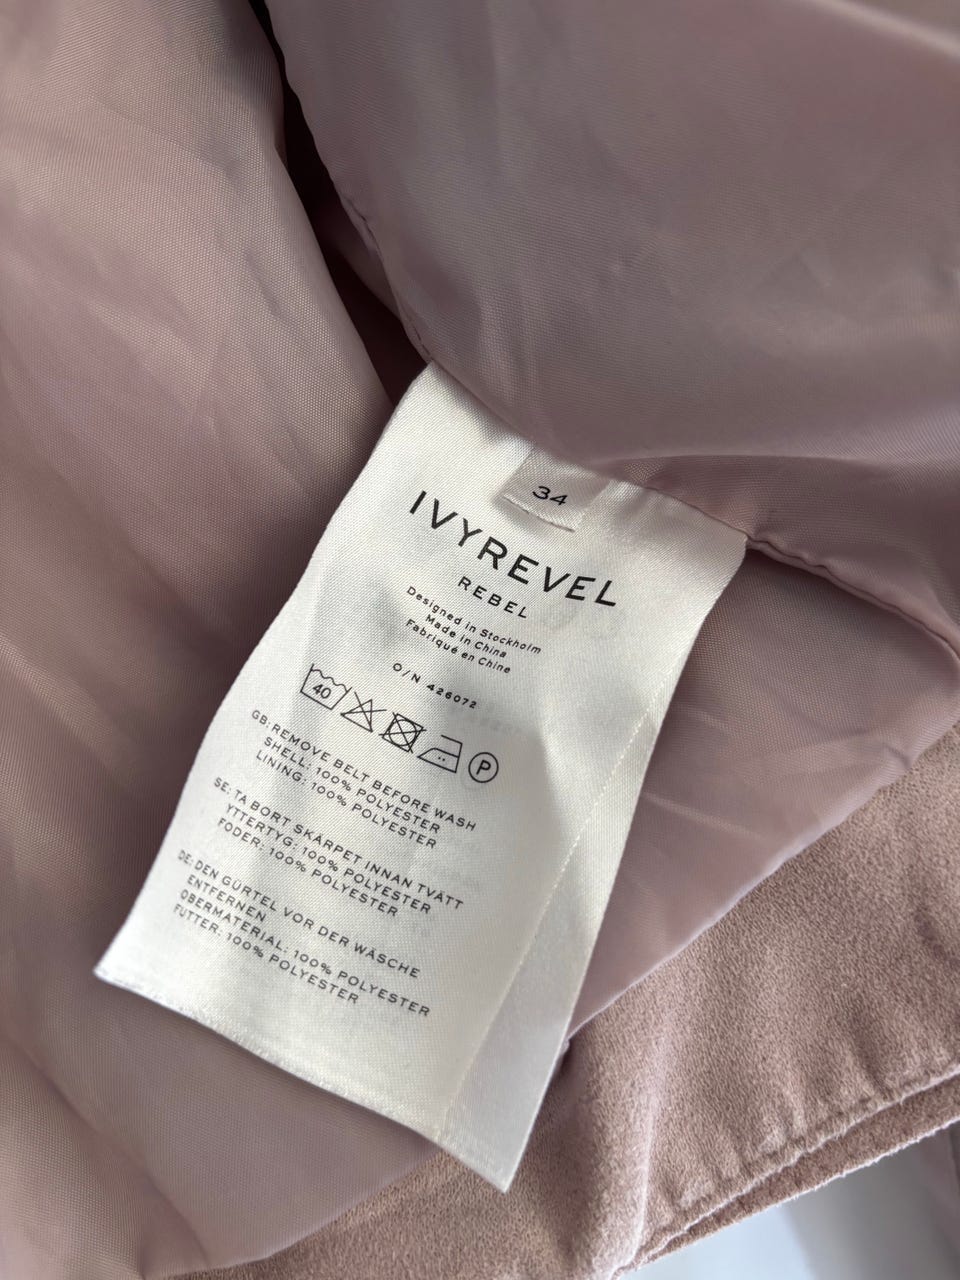 34
IVYREVEL
REBEL
Designed in Stockholm
Made in China
Fabriqué en Chine
O/N 426072
40
P
GB: REMOVE BELT BEFORE WASH
SHELL: 100% POLYESTER
LINING: 100% POLYESTER
SE: TA BORT SKÄRPET INNAN TVÄTT
YTTERTYG: 100% POLYESTER
FODER: 100% POLYESTER
DE: DEN GÜRTEL VOR DER WÄSCHE
ENTFERNEN
OBERMATERIAL: 100% POLYESTER
FUTTER: 100% POLYESTER